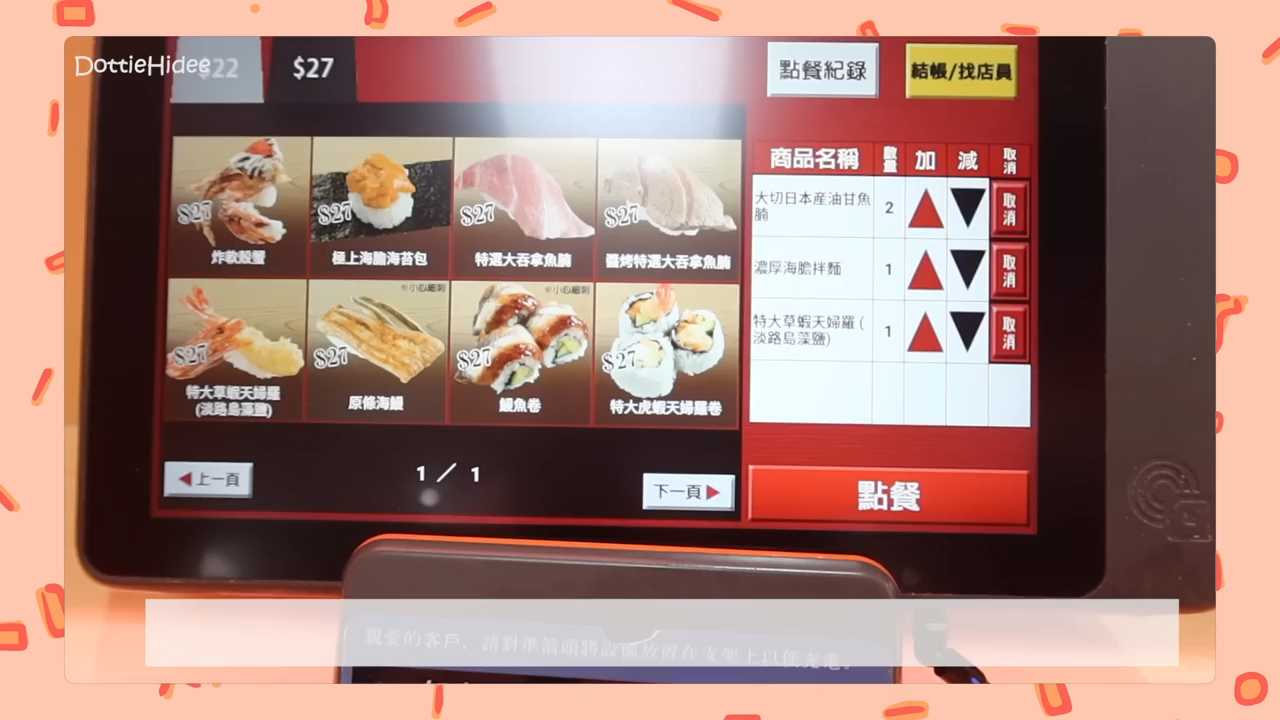 DottieHidee
$22
$27
點餐紀錄
結帳/找店員
$27
炸軟殼蟹
$27
極上海膽海苔包
$27
特選大吞拿魚腩
$27
醬烤特選大吞拿魚腩
$27
特大草蝦天婦羅
(淡路島藻鹽)
※小心細刺
$27
原條海鰻
※小心細刺
$27
鰻魚卷
$27
特大虎蝦天婦羅卷
商品名稱
數量
加
減
取消
大切日本産油甘魚
腩
2
取消
濃厚海膽拌麵
1
取消
特大草蝦天婦羅 (
淡路島藻鹽)
1
取消
上一頁
1 / 1
下一頁
點餐
親愛的客戶，請對準箭頭將設備放置在支架上以便充電。